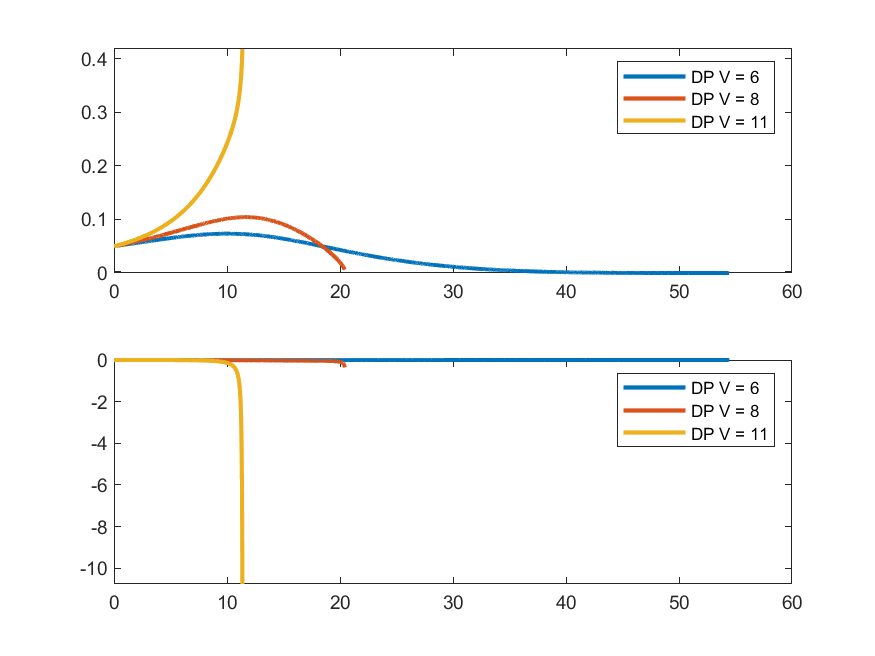 0.4
0.3
0.2
0.1
0
0 10 20 30 40 50 60
DP V = 6
DP V = 8
DP V = 11
0
-2
-4
-6
-8
-10
0 10 20 30 40 50 60
DP V = 6
DP V = 8
DP V = 11